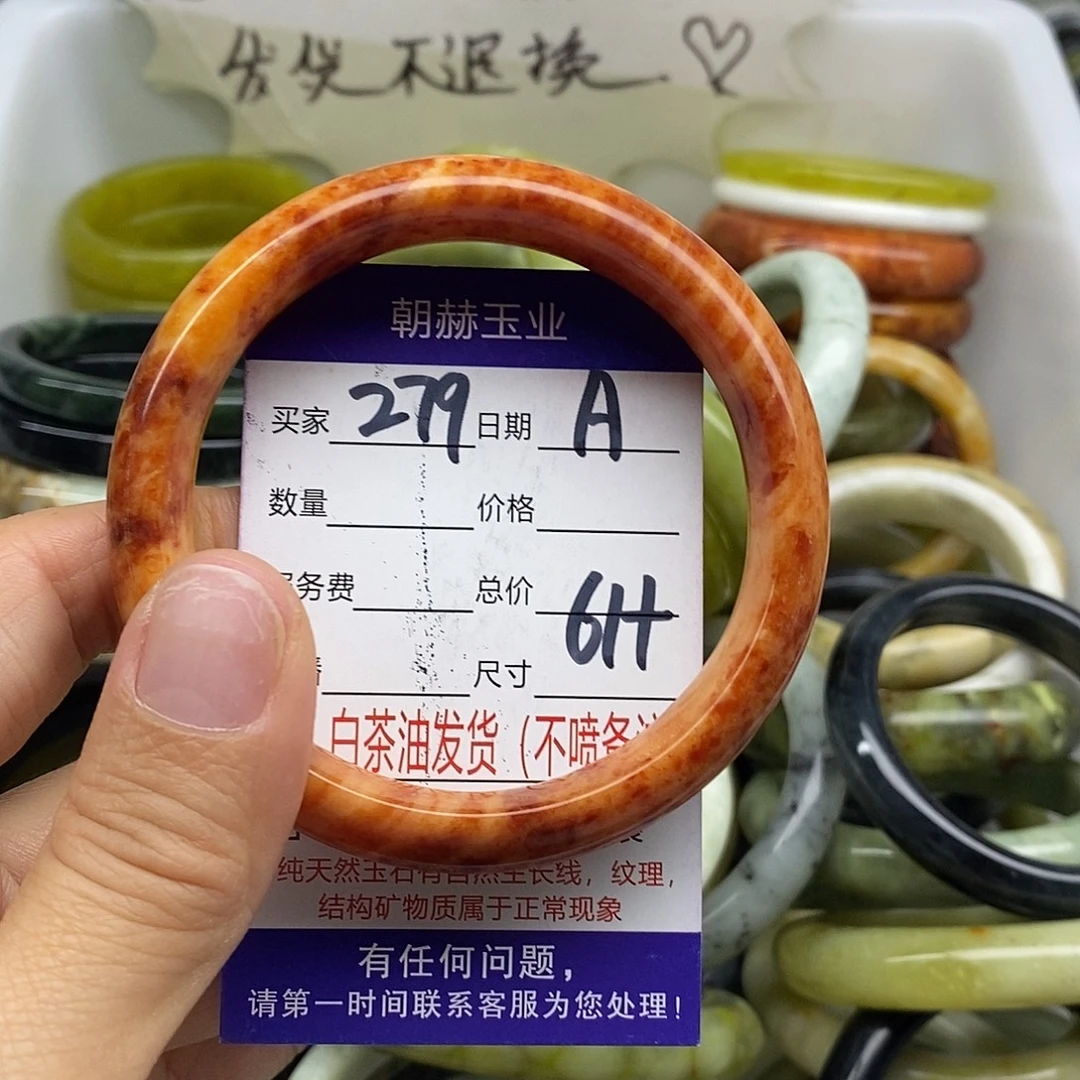 发货不退换
朝赫玉业
买家 279 日期 A
数量 价格
务费 总价 6H
尺寸
白茶油发货（不喷
纯天然玉石有自然生长线，纹理，
结构矿物质属于正常现象
有任何问题，
请第一时间联系客服为您处理！